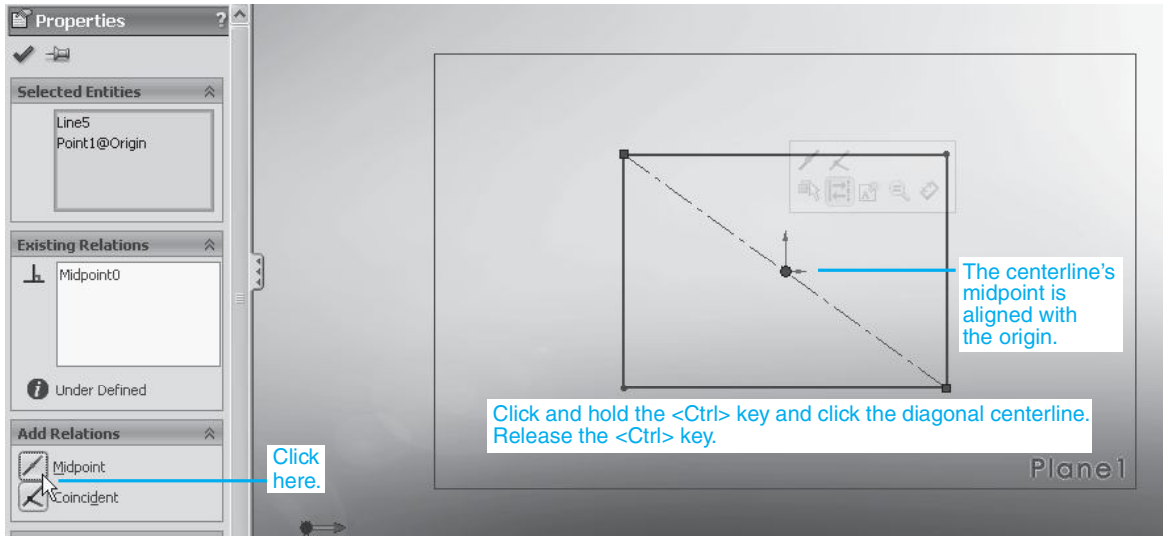 Properties ?
Selected Entities
Line5
Point1@Origin
Existing Relations
Midpoint0
i Under Defined
Add Relations
Midpoint
Coincident
Click
here.
The centerline's
midpoint is
aligned with
the origin.
Click and hold the <Ctrl> key and click the diagonal centerline.
Release the <Ctrl> key.
Plane1